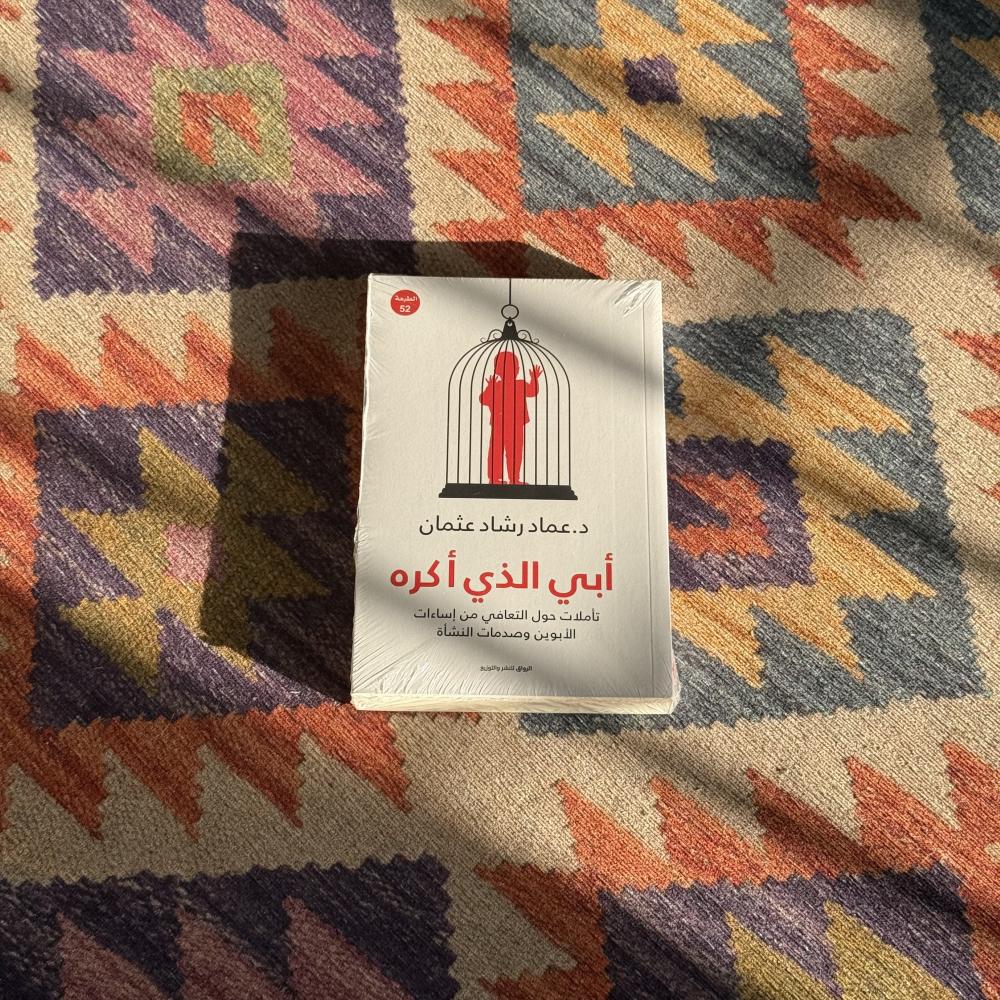 الطبعة
52
د.عماد رشاد عثمان
أبي الذي أكره
تأملات حول التعافي من إساءات
الأبوين وصدمات النشأة
الرواق للنشر والتوزيع